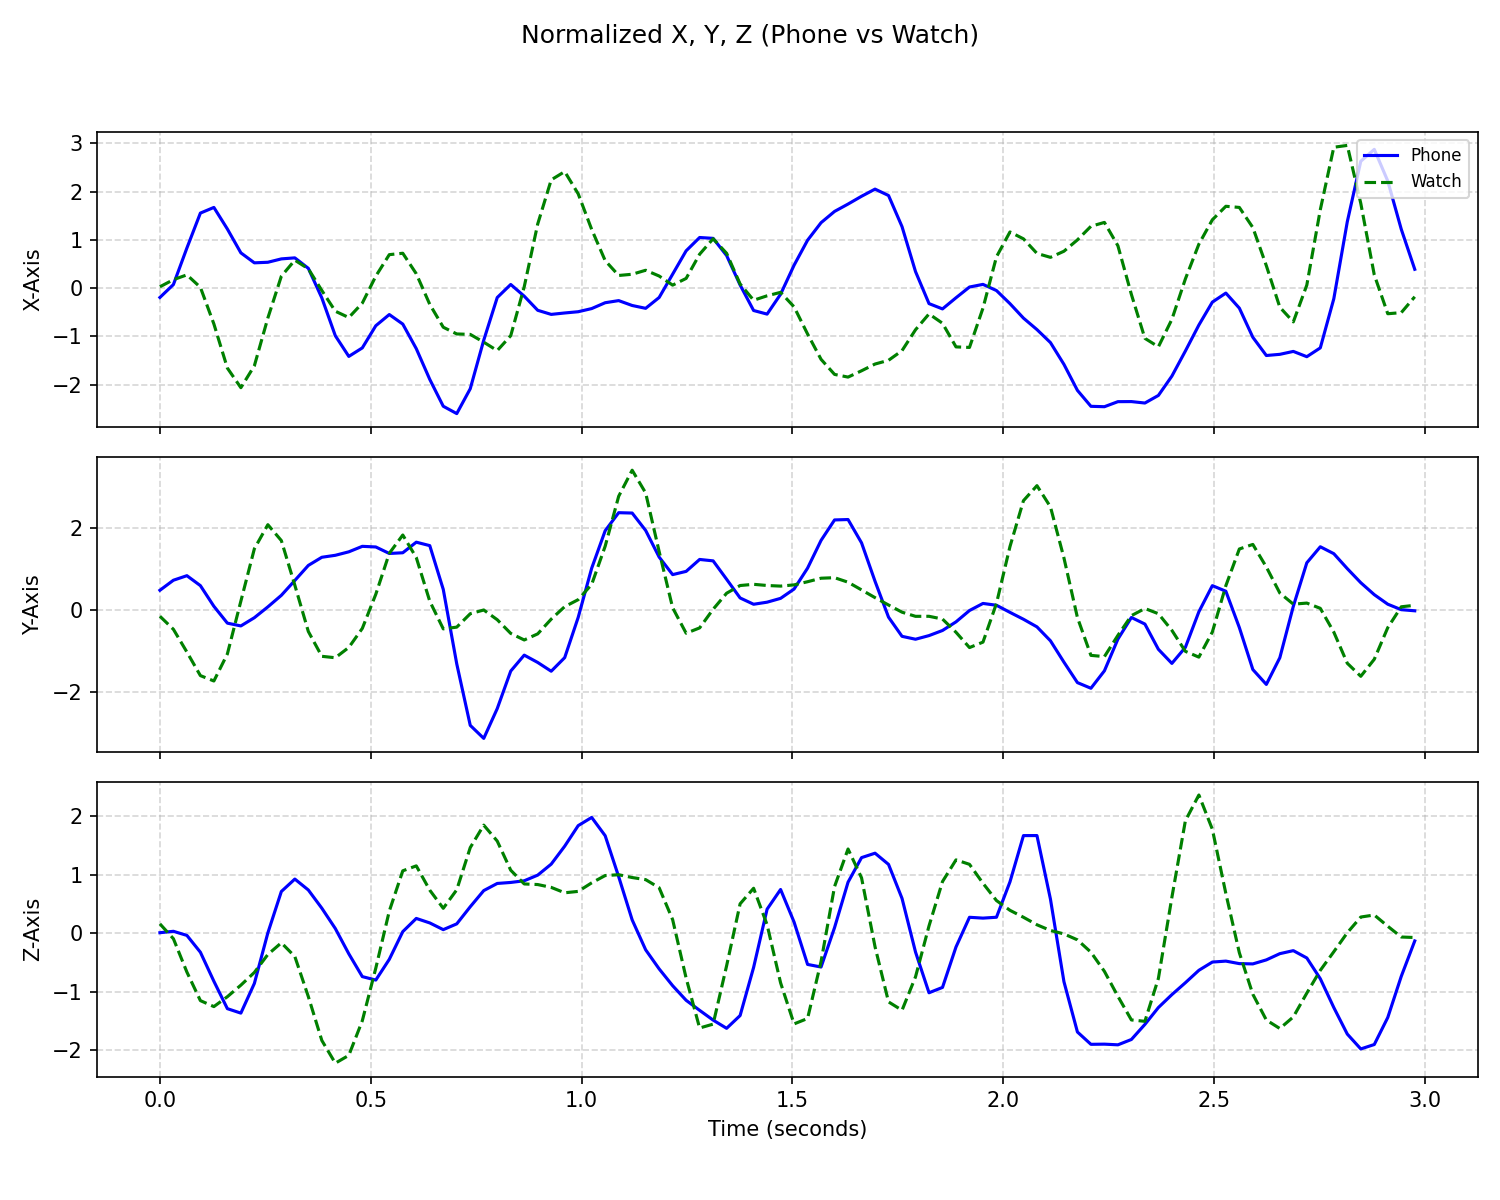 Normalized X, Y, Z (Phone vs Watch)
3
2
1
0
−1
−2
X-Axis
Phone
Watch
2
0
−2
Y-Axis
2
1
0
−1
−2
Z-Axis
0.0 0.5 1.0 1.5 2.0 2.5 3.0
Time (seconds)